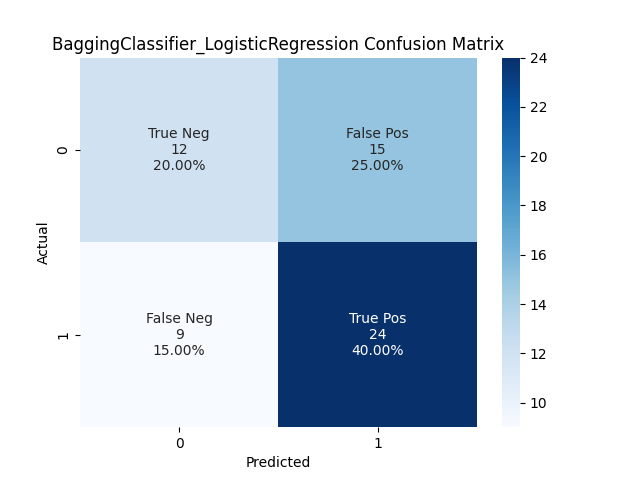 BaggingClassifier_LogisticRegression Confusion Matrix
True Neg
12
20.00%
False Pos
15
25.00%
False Neg
9
15.00%
True Pos
24
40.00%
0
1
Actual
0
1
Predicted
24
22
20
18
16
14
12
10